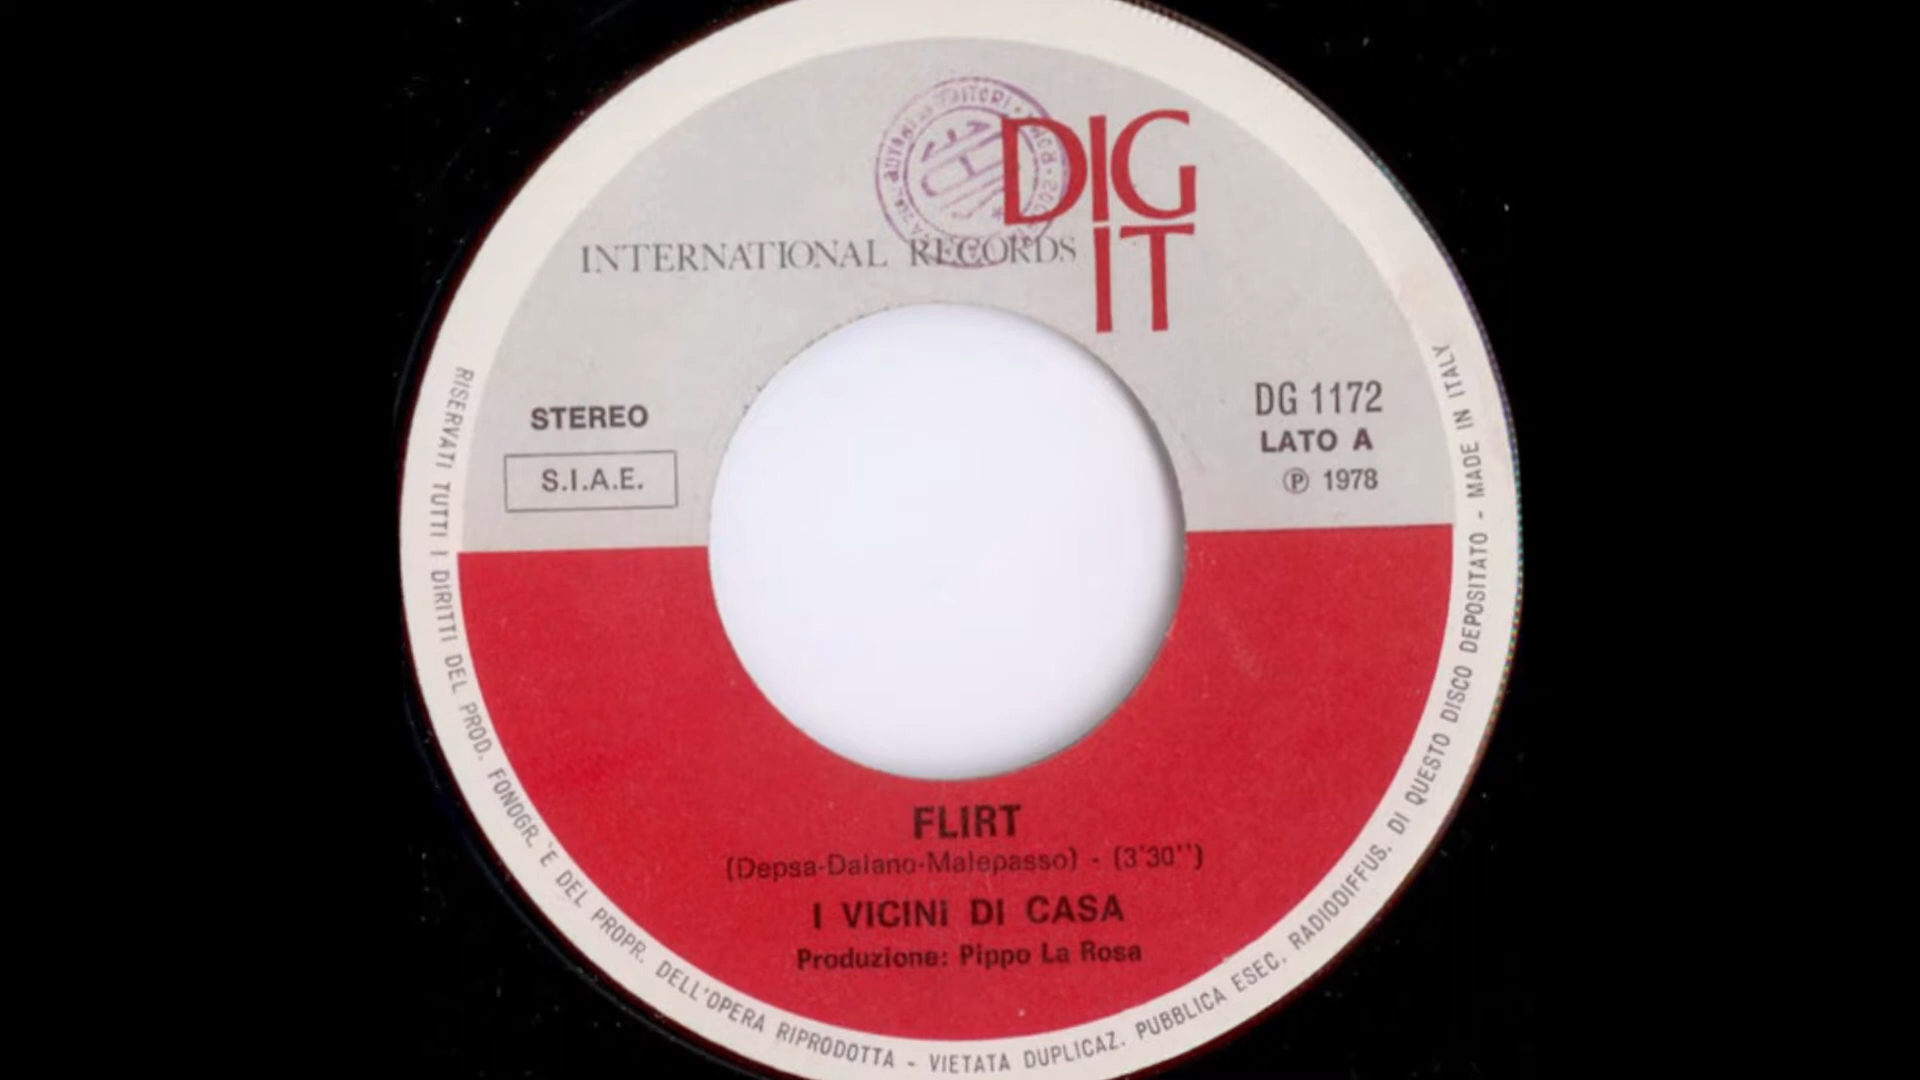 DIG
IT
INTERNATIONAL RECORDS
STEREO
S.I.A.E.
DG 1172
LATO A
Ⓟ 1978
FLIRT
(Depsa-Daiano-Malepasso) - (3'30'')
I VICINI DI CASA
Produzione: Pippo La Rosa
RISERVATI TUTTI I DIRITTI DEL PROD. FONOGR. `E DEL PROPR. DELL'OPERA RIPRODOTTA - VIETATA DUPLICAZ. PUBBLICA ESEC. RADIODIFFUS. DI QUESTO DISCO DEPOSITATO - MADE IN ITALY